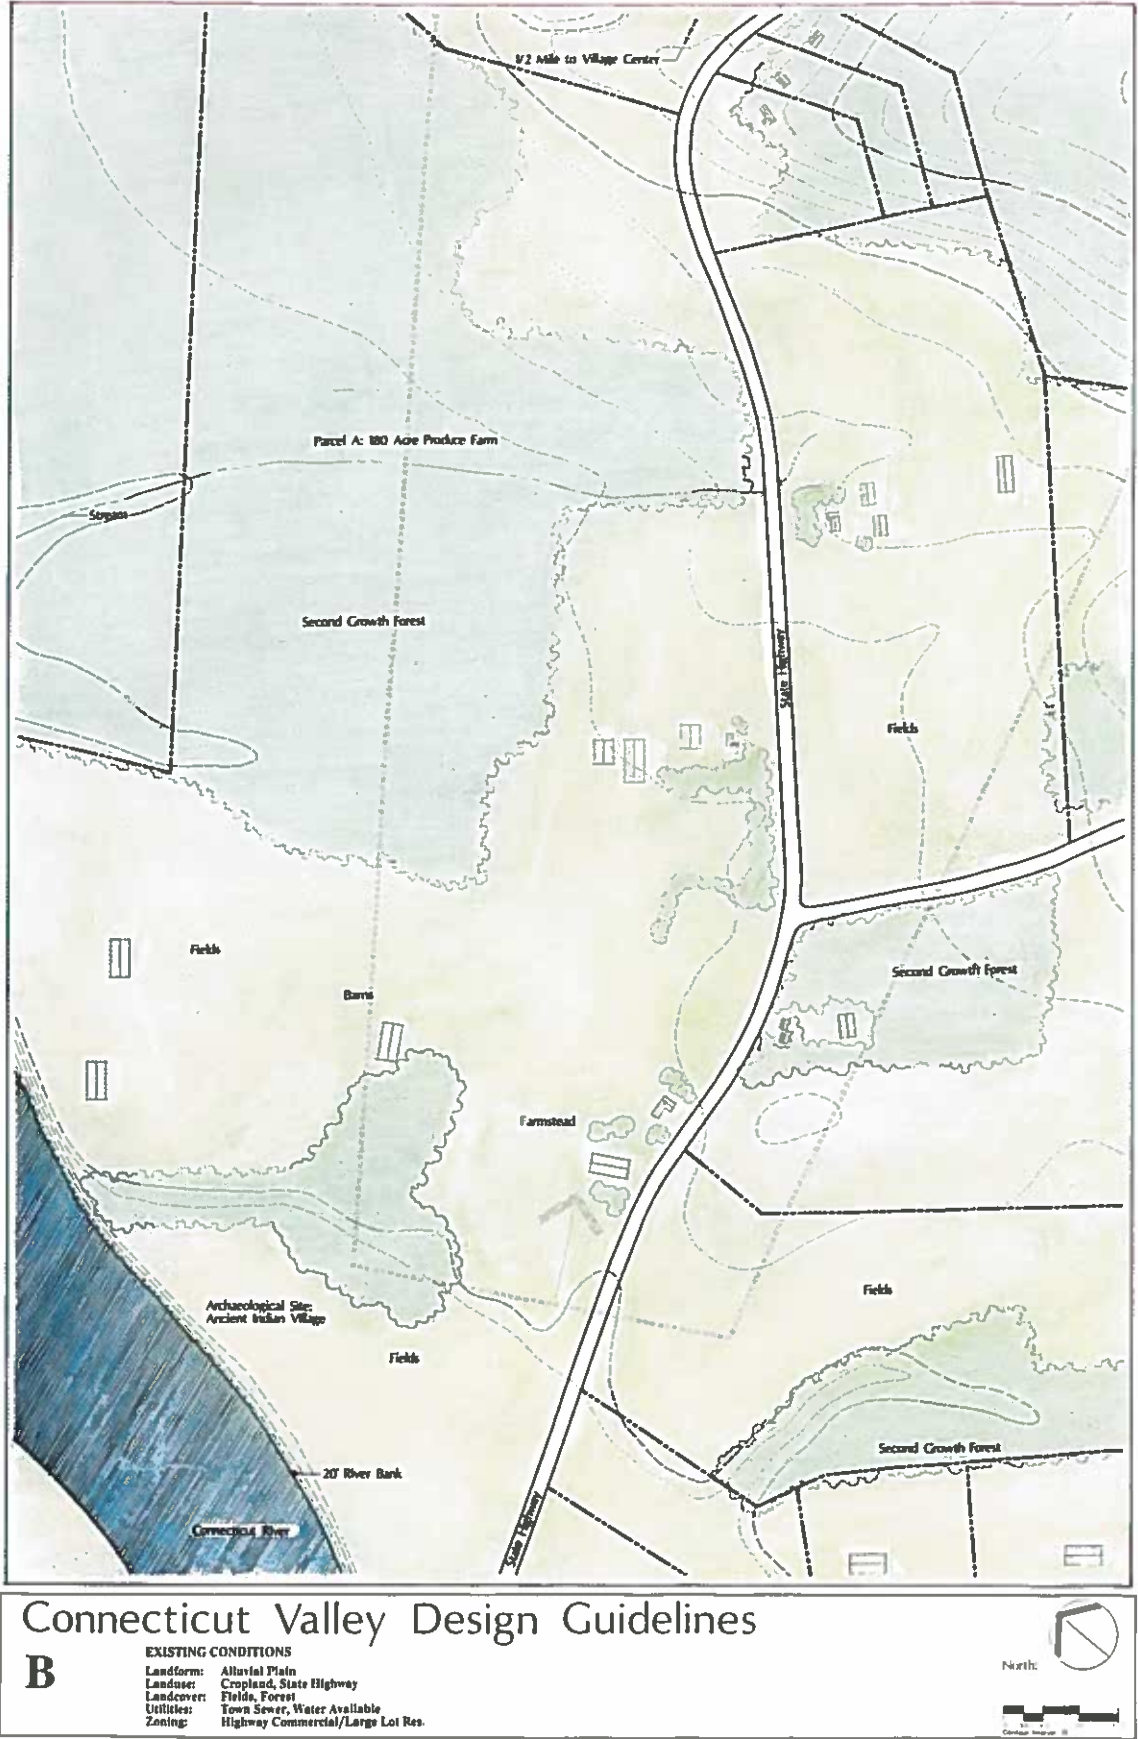 1/2 Mile to Village Center
Parcel A: 180 Acre Produce Farm
Stream
Second Growth Forest
State Highway
Fields
Fields
Barns
Second Growth Forest
Farmstead
Archaeological Site:
Ancient Indian Village
Fields
Fields
Second Growth Forest
20' River Bank
Connecticut River
State Highway
Connecticut Valley Design Guidelines
B
EXISTING CONDITIONS
Landform: Alluvial Plain
Landuse: Cropland, State Highway
Landcover: Fields, Forest
Utilities: Town Sewer, Water Available
Zoning: Highway Commercial/Large Lot Res.
North:
Contour Interval